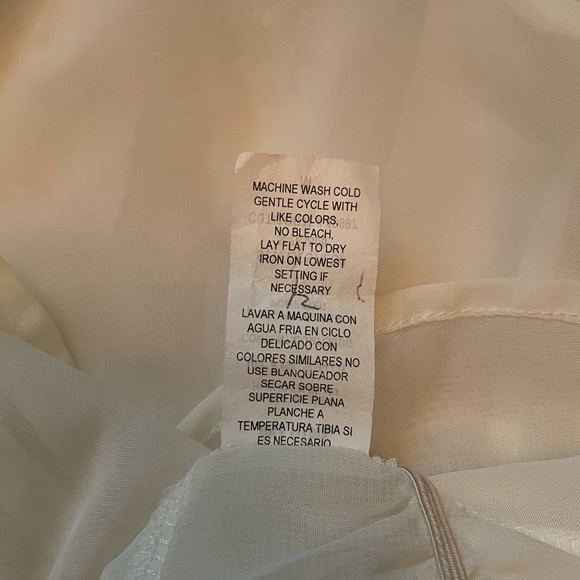 MACHINE WASH COLD
GENTLE CYCLE WITH
LIKE COLORS,
NO BLEACH,
LAY FLAT TO DRY
IRON ON LOWEST
SETTING IF
NECESSARY
LAVAR A MAQUINA CON
AGUA FRIA EN CICLO
DELICADO CON
COLORES SIMILARES NO
USE BLANQUEADOR
SECAR SOBRE
SUPERFICIE PLANA
PLANCHE A
TEMPERATURA TIBIA SI
ES NECESARIO